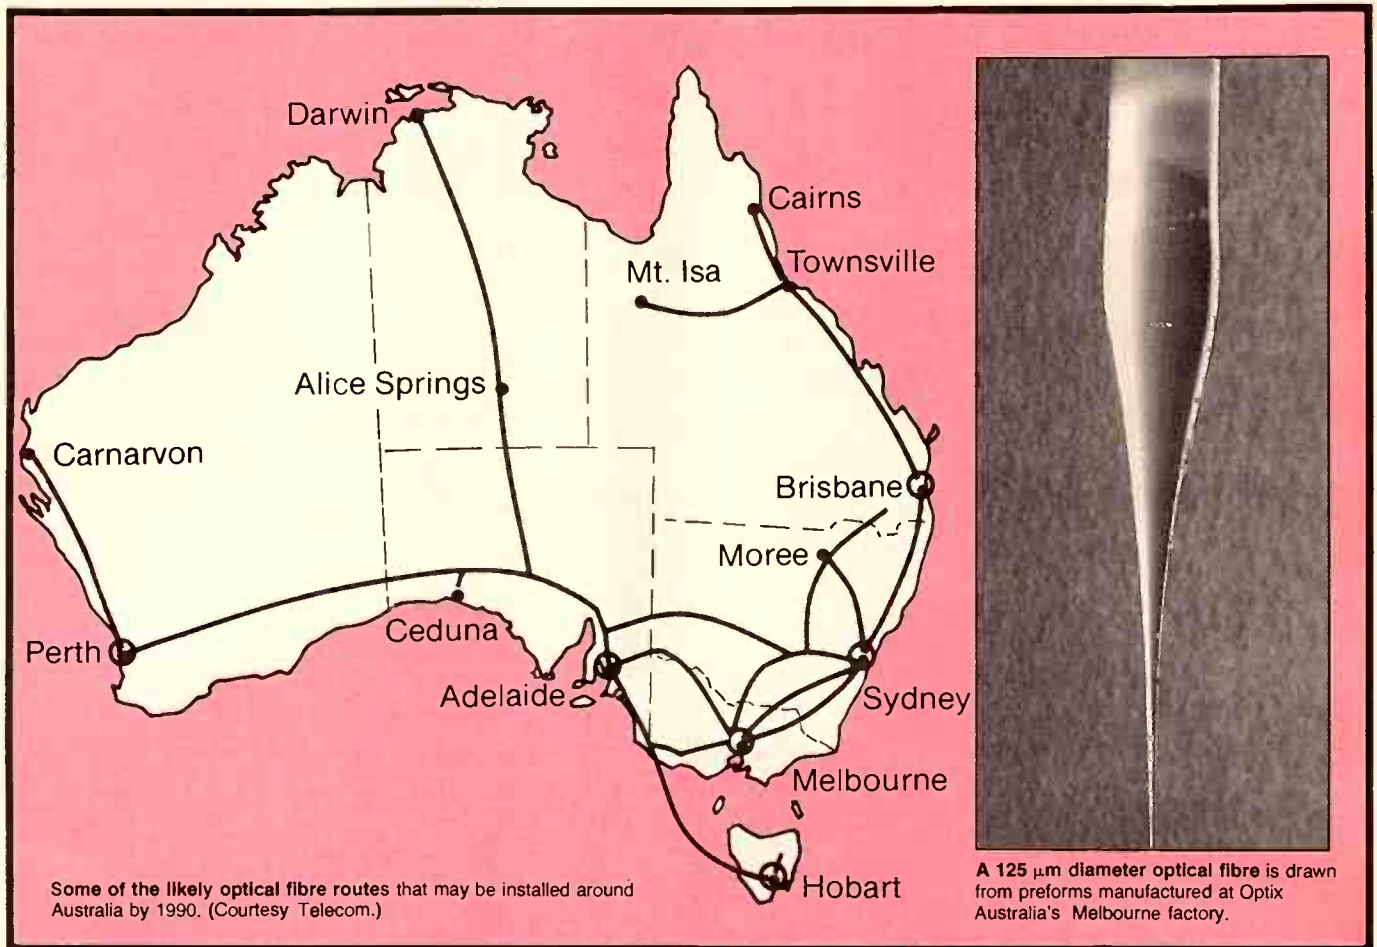 Darwin
Cairns
Townsville
Mt. Isa
Alice Springs
Carnarvon
Brisbane
Moree
Ceduna
Perth
Adelaide
Sydney
Melbourne
Hobart
Some of the likely optical fibre routes that may be installed around
Australia by 1990. (Courtesy Telecom.)
A 125 μm diameter optical fibre is drawn
from preforms manufactured at Optix
Australia's Melbourne factory.